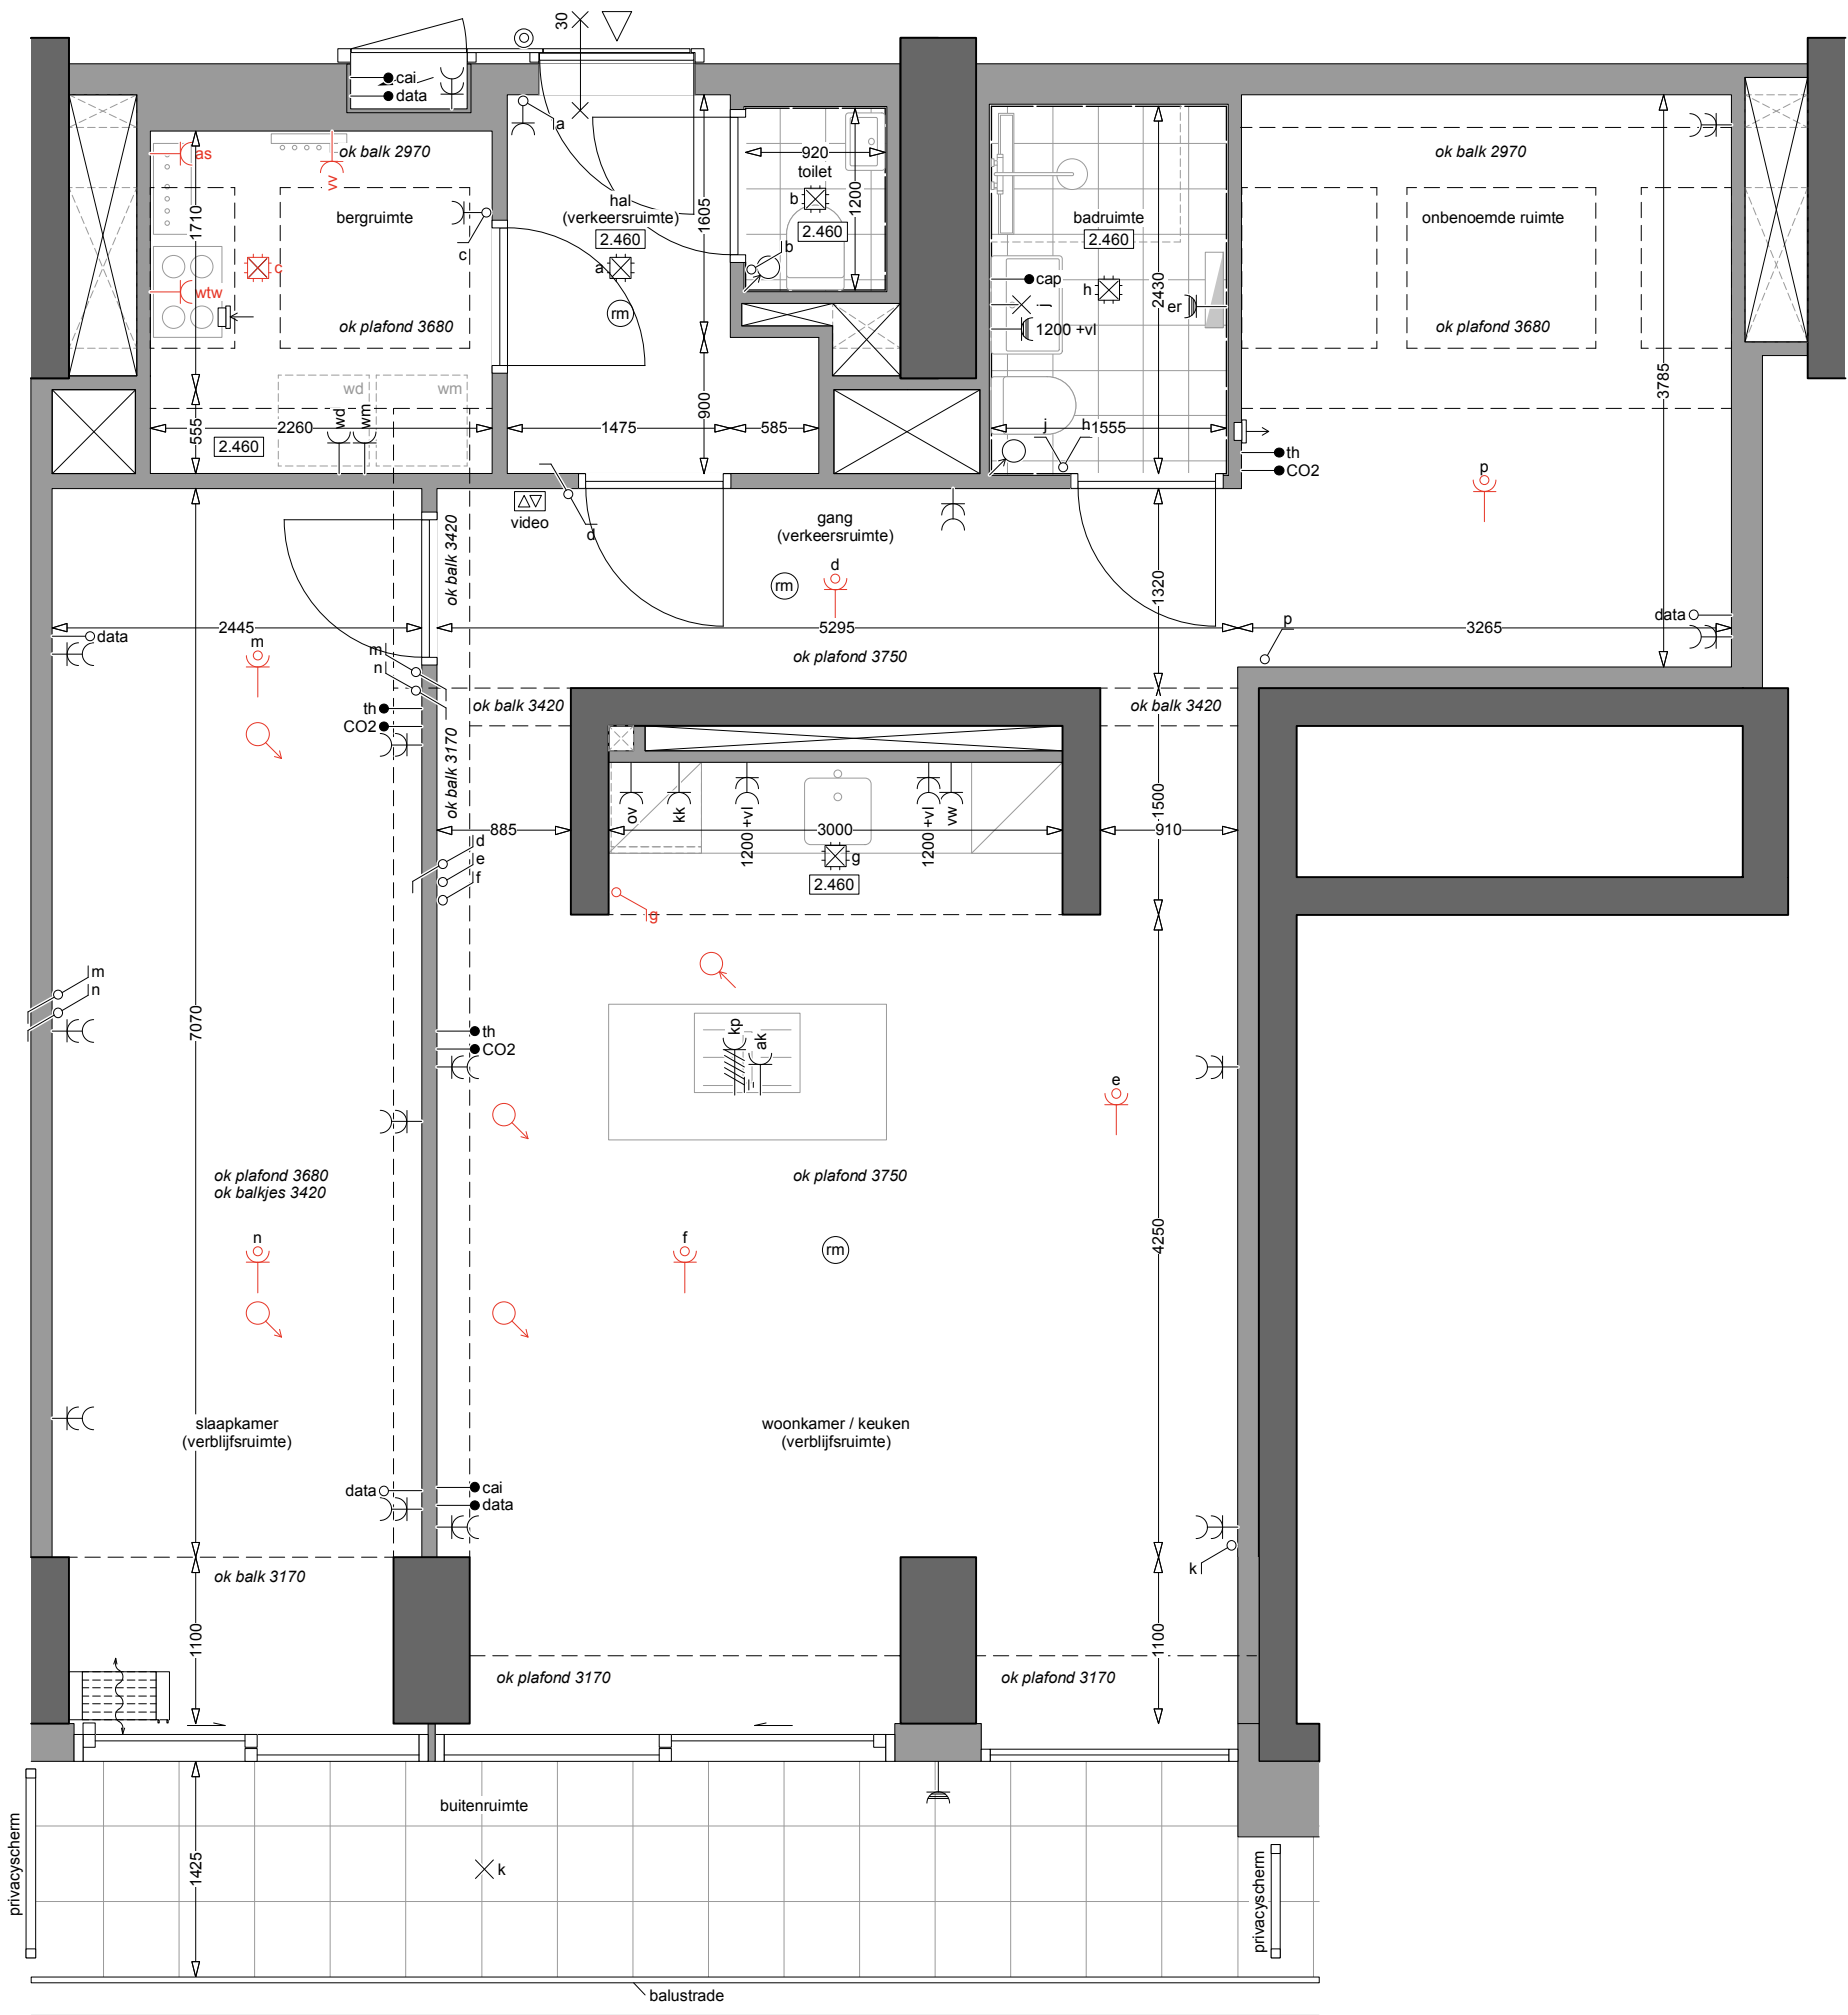 30
cai
data
a
as
vv
ok balk 2970
bergruimte
1710
c
c
wtw
ok plafond 3680
wd
wm
wd
wm
555
2260
2.460
hal
(verkeersruimte)
2.460
a
rm
1605
900
1475
585
920
toilet
b
1200
2.460
b
badruimte
2.460
cap
h
j
2430
er
1200 +vl
j
h
1555
ok balk 2970
onbenoemde ruimte
ok plafond 3680
3785
th
CO2
p
video
d
gang
(verkeersruimte)
rm
d
ok balk 3420
1320
2445
5295
3265
data
data
p
m
m
n
ok plafond 3750
th
CO2
ok balk 3420
ok balk 3420
ok balk 3170
ov
kk
1200 +vl
1200 +vl
vw
1500
885
3000
910
d
e
f
g
2.460
g
m
n
7070
th
CO2
kp
ak
e
ok plafond 3680
ok balkjes 3420
ok plafond 3750
4250
n
f
rm
slaapkamer
(verblijfsruimte)
woonkamer / keuken
(verblijfsruimte)
data
cai
data
k
ok balk 3170
1100
1100
ok plafond 3170
ok plafond 3170
buitenruimte
privacyscherm
1425
k
privacyscherm
balustrade